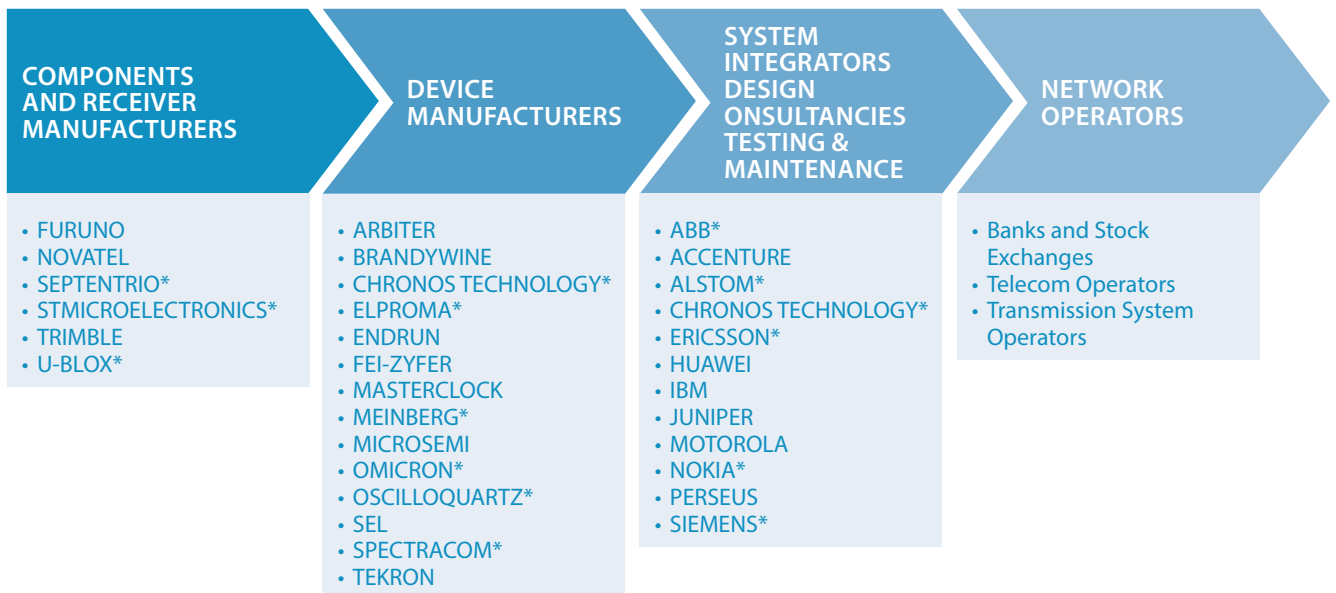 COMPONENTS
AND RECEIVER
MANUFACTURERS
• FURUNO
• NOVATEL
• SEPTENTRIO*
• STMICROELECTRONICS*
• TRIMBLE
• U-BLOX*
DEVICE
MANUFACTURERS
• ARBITER
• BRANDYWINE
• CHRONOS TECHNOLOGY*
• ELPROMA*
• ENDRUN
• FEI-ZYFER
• MASTERCLOCK
• MEINBERG*
• MICROSEMI
• OMICRON*
• OSCILLOQUARTZ*
• SEL
• SPECTRACOM*
• TEKRON
SYSTEM
INTEGRATORS
DESIGN
ONSULTANCIES
TESTING &
MAINTENANCE
• ABB*
• ACCENTURE
• ALSTOM*
• CHRONOS TECHNOLOGY*
• ERICSSON*
• HUAWEI
• IBM
• JUNIPER
• MOTOROLA
• NOKIA*
• PERSEUS
• SIEMENS*
NETWORK
OPERATORS
• Banks and Stock
Exchanges
• Telecom Operators
• Transmission System
Operators